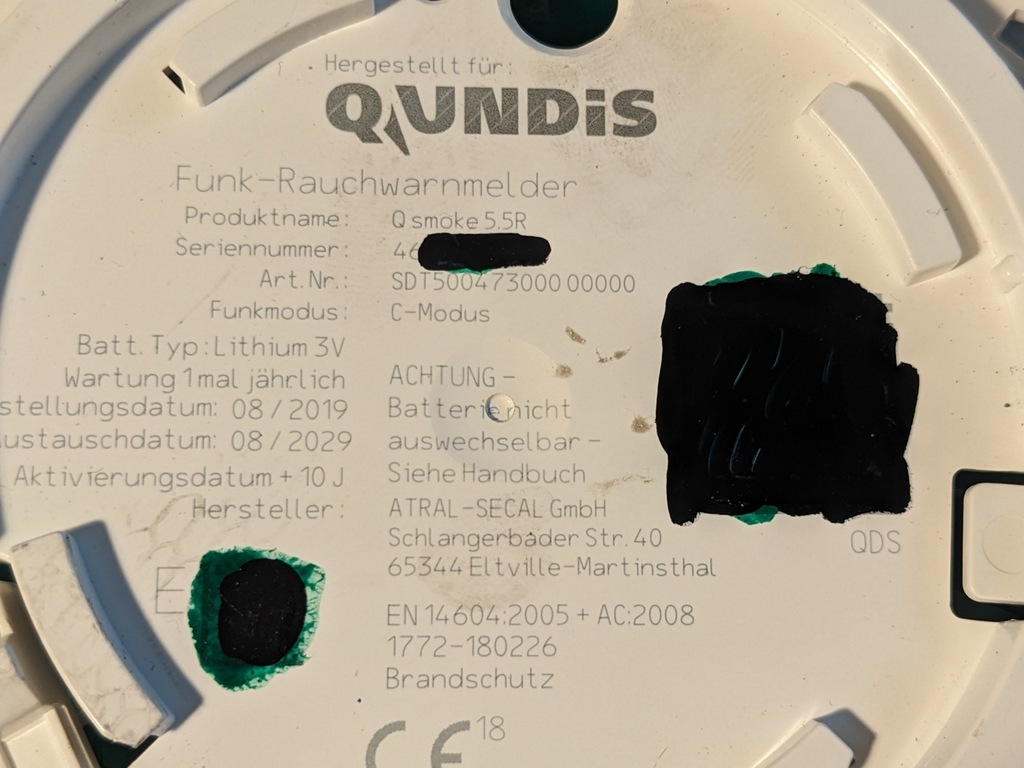 Hergestellt für:
QUNDiS
Funk-Rauchwarnmelder
Produktname: Q smoke 5.5R
Seriennummer: 46
Art.Nr.: SDT500473000 00000
Funkmodus: C-Modus
Batt. Typ: Lithium 3V
Wartung 1 mal jährlich
stellungsdatum: 08 / 2019
ustauschdatum: 08 / 2029
Aktivierungsdatum + 10 J
ACHTUNG -
Batterie nicht
auswechselbar -
Siehe Handbuch
Hersteller: ATRAL-SECAL GmbH
Schlangerbader Str. 40
65344 Eltville-Martinsthal
QDS
E
EN 14604:2005 + AC:2008
1772-180226
Brandschutz
CE 18